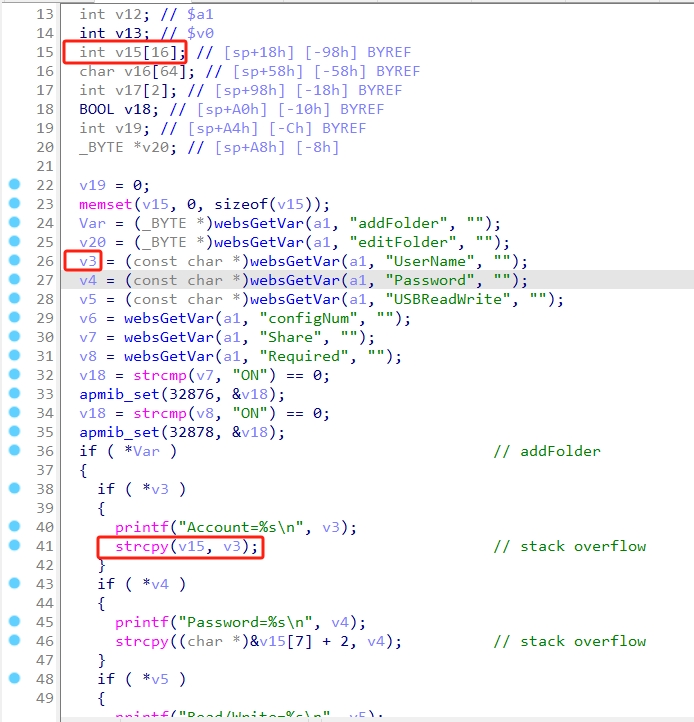 13 int v12; // $a1
14 int v13; // $v0
15 int v15[16]; // [sp+18h] [-98h] BYREF
16 char v16[64]; // [sp+58h] [-58h] BYREF
17 int v17[2]; // [sp+98h] [-18h] BYREF
18 BOOL v18; // [sp+A0h] [-10h] BYREF
19 int v19; // [sp+A4h] [-Ch] BYREF
20 _BYTE *v20; // [sp+A8h] [-8h]
21
22 v19 = 0;
23 memset(v15, 0, sizeof(v15));
24 Var = (_BYTE *)websGetVar(a1, "addFolder", "");
25 v20 = (_BYTE *)websGetVar(a1, "editFolder", "");
26 v3 = (const char *)websGetVar(a1, "UserName", "");
27 v4 = (const char *)websGetVar(a1, "Password", "");
28 v5 = (const char *)websGetVar(a1, "USBReadWrite", "");
29 v6 = websGetVar(a1, "configNum", "");
30 v7 = websGetVar(a1, "Share", "");
31 v8 = websGetVar(a1, "Required", "");
32 v18 = strcmp(v7, "ON") == 0;
33 apmib_set(32876, &v18);
34 v18 = strcmp(v8, "ON") == 0;
35 apmib_set(32878, &v18);
36 if ( *Var ) // addFolder
37 {
38 if ( *v3 )
39 {
40 printf("Account=%s\n", v3);
41 strcpy(v15, v3); // stack overflow
42 }
43 if ( *v4 )
44 {
45 printf("Password=%s\n", v4);
46 strcpy((char *)&v15[7] + 2, v4); // stack overflow
47 }
48 if ( *v5 )
49 {
printf("Read/Write=%s\n", v5);